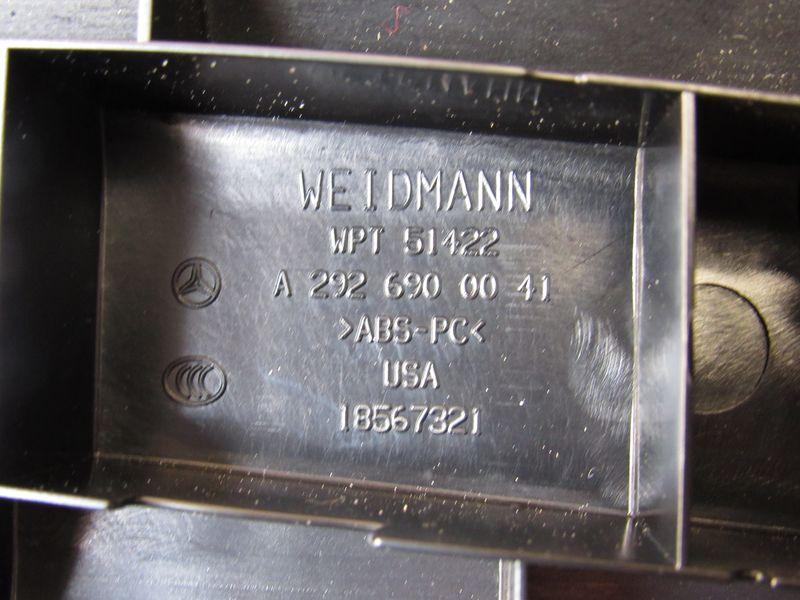 WEIDMANN
WPT 51422
A 292 690 00 41
>ABS-PC<
USA
18567321